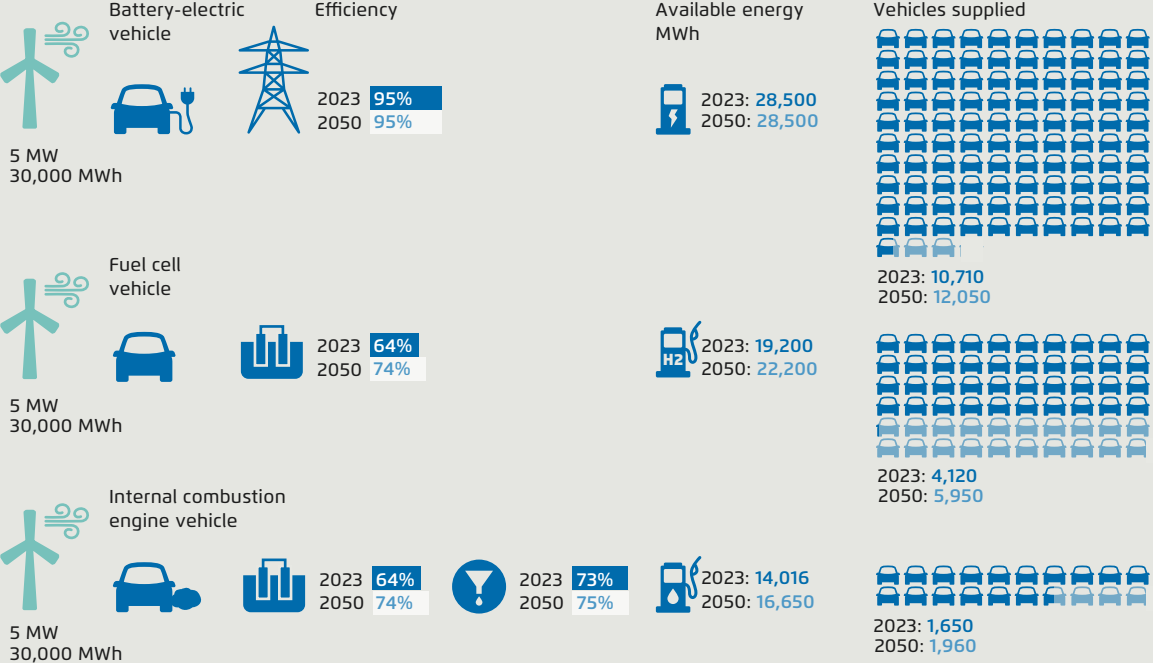 Battery-electric
vehicle
Efficiency
Available energy
MWh
Vehicles supplied
2023 95%
2050 95%
2023: 28,500
2050: 28,500
5 MW
30,000 MWh
2023: 10,710
2050: 12,050
Fuel cell
vehicle
2023 64%
2050 74%
H2
2023: 19,200
2050: 22,200
5 MW
30,000 MWh
2023: 4,120
2050: 5,950
Internal combustion
engine vehicle
2023 64%
2050 74%
2023 73%
2050 75%
2023: 14,016
2050: 16,650
5 MW
30,000 MWh
2023: 1,650
2050: 1,960